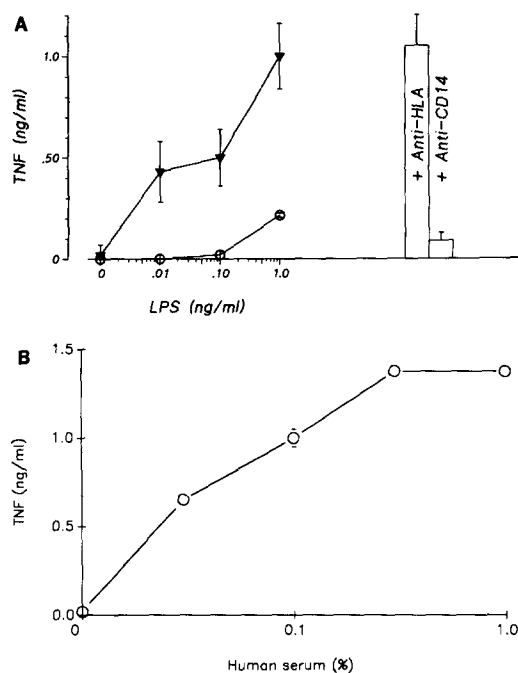 A
TNF (ng/ml)
1.0
.50
0
0
.01
.10
1.0
LPS (ng/ml)
+ Anti-HLA
+ Anti-CD14
B
TNF (ng/ml)
1.5
1.0
0.5
0.0
0
0.1
1.0
Human serum (%)